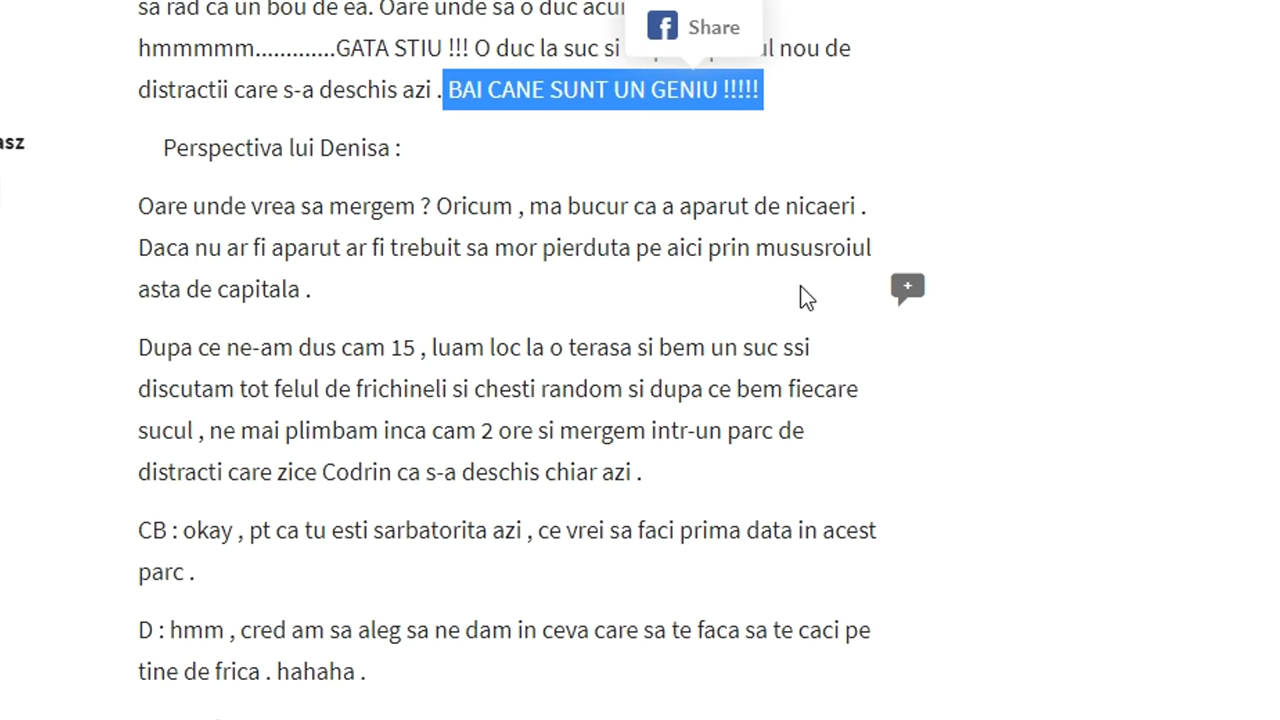 sa rad ca un bou de ea. Oare unde sa o duc
Share
hmmmmm.............GATA STIU !!! O duc la suc si nou de
distractii care s-a deschis azi . BAI CANE SUNT UN GENIU !!!!!
asz
Perspectiva lui Denisa :
Oare unde vrea sa mergem ? Oricum , ma bucur ca a aparut de nicaeri .
Daca nu ar fi aparut ar fi trebuit sa mor pierduta pe aici prin mususroiul
asta de capitala .
Dupa ce ne-am dus cam 15 , luam loc la o terasa si bem un suc ssi
discutam tot felul de frichineli si chesti random si dupa ce bem fiecare
sucul , ne mai plimbam inca cam 2 ore si mergem intr-un parc de
distracti care zice Codrin ca s-a deschis chiar azi .
CB : okay , pt ca tu esti sarbatorita azi , ce vrei sa faci prima data in acest
parc .
D : hmm , cred am sa aleg sa ne dam in ceva care sa te faca sa te caci pe
tine de frica . hahaha .